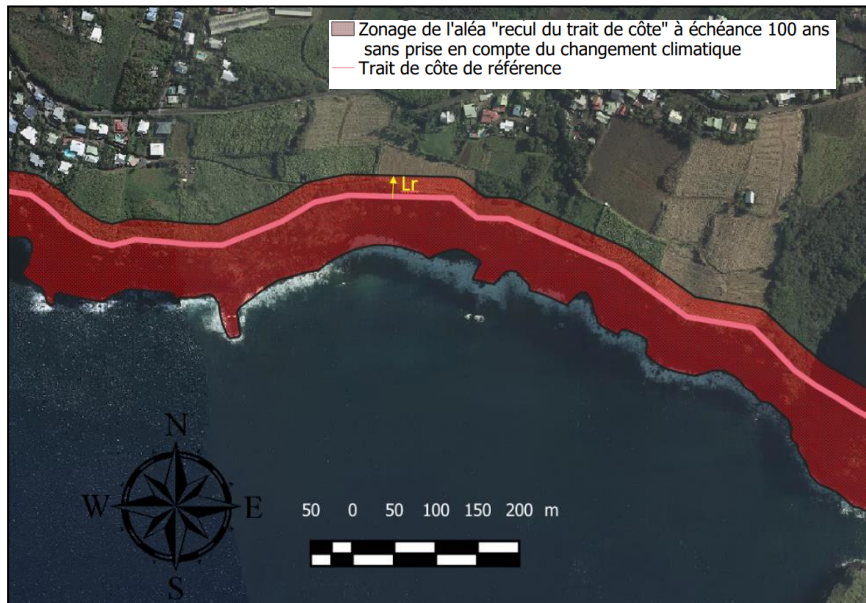 Zonage de l'aléa "recul du trait de côte" à échéance 100 ans
sans prise en compte du changement climatique
Trait de côte de référence
Lr
N
W E
S
50 0 50 100 150 200 m